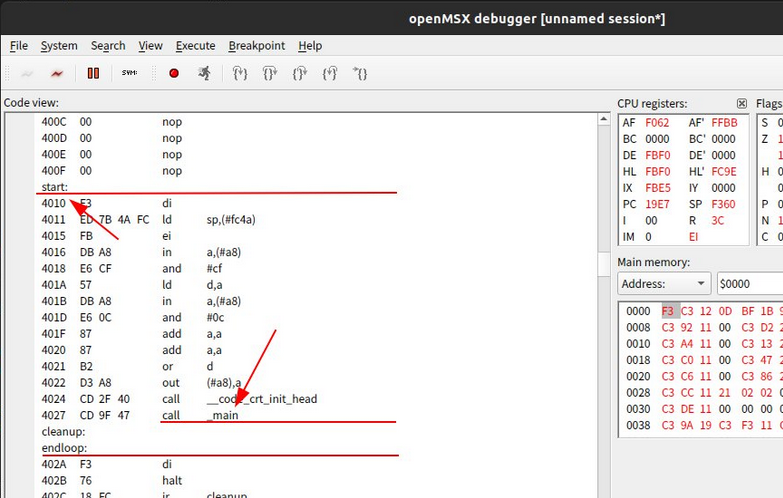 openMSX debugger [unnamed session*]
File System Search View Execute Breakpoint Help
SYM:
Code view:
400C 00 nop
400D 00 nop
400E 00 nop
400F 00 nop
start:
4010 F3 di
4011 ED 7B 4A FC ld sp,(#fc4a)
4015 FB ei
4016 DB A8 in a,(#a8)
4018 E6 CF and #cf
401A 57 ld d,a
401B DB A8 in a,(#a8)
401D E6 0C and #0c
401F 87 add a,a
4020 87 add a,a
4021 B2 or d
4022 D3 A8 out (#a8),a
4024 CD 2F 40 call __code_crt_init_head
4027 CD 9F 47 call _main
cleanup:
endloop:
402A F3 di
402B 76 halt
402C 18 FC jr cleanup
CPU registers:
AF F062 AF' FFBB
BC 0000 BC' 0000
DE FBF0 DE' 0000
HL FBF0 HL' FC9E
IX FBE5 IY 0000
PC 19E7 SP F360
I 00 R 3C
IM 0 EI
Flags
S 0
Z 1
1
H 0
1
P 0
N 1
C 0
Main memory:
Address: $0000
0000 F3 C3 12 0D BF 1B
0008 C3 92 11 00 C3 D2
0010 C3 A4 11 00 C3 13
0018 C3 C0 11 00 C3 47
0020 C3 C6 11 00 C3 86
0028 C3 CC 11 21 02 02
0030 C3 DE 11 00 00 00
0038 C3 9A 19 C3 F3 11